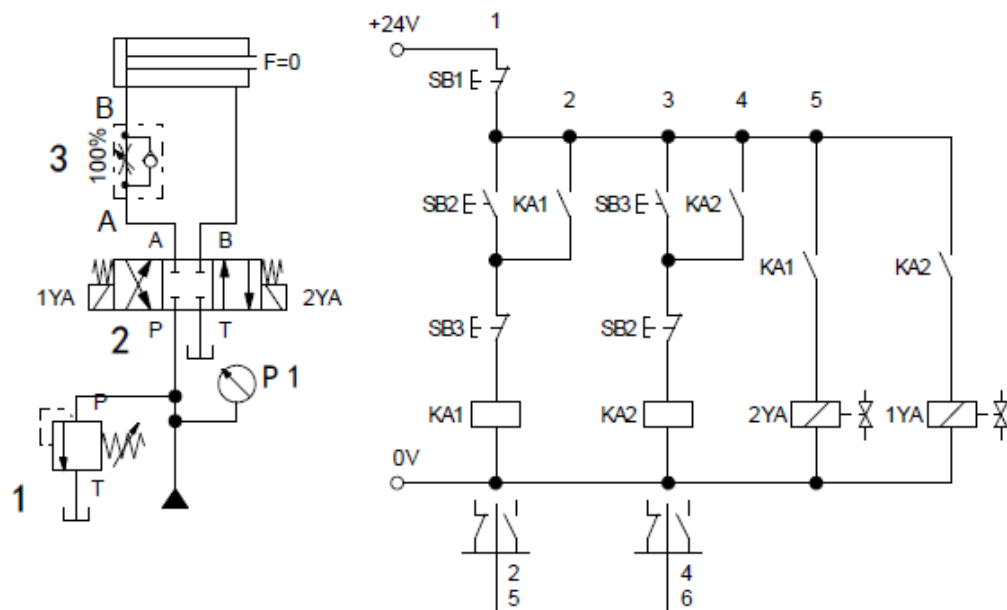 F=0
B
3
100%
A
A B
1YA 2YA
2 P T
P 1
P
1 T
+24V 1
SB1
2 3 4 5
SB2 KA1 SB3 KA2
KA1 KA2
SB3 SB2
KA1 KA2 2YA 1YA
0V
2 4
5 6